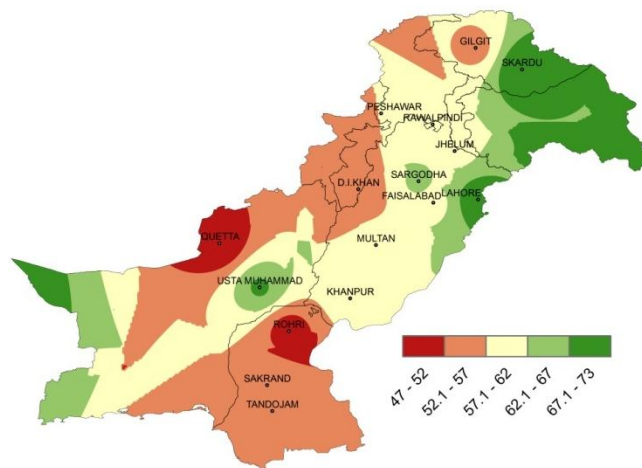 GILGIT
SKARDU
PESHAWAR
RAWALPINDI
JHELUM
SARGODHA
D.I.KHAN
FAISALABAD
LAHORE
QUETTA
MULTAN
USTA MUHAMMAD
KHANPUR
ROHRI
SAKRAND
TANDOJAM
47 - 52
52.1 - 57
57.1 - 62
62.1 - 67
67.1 - 73